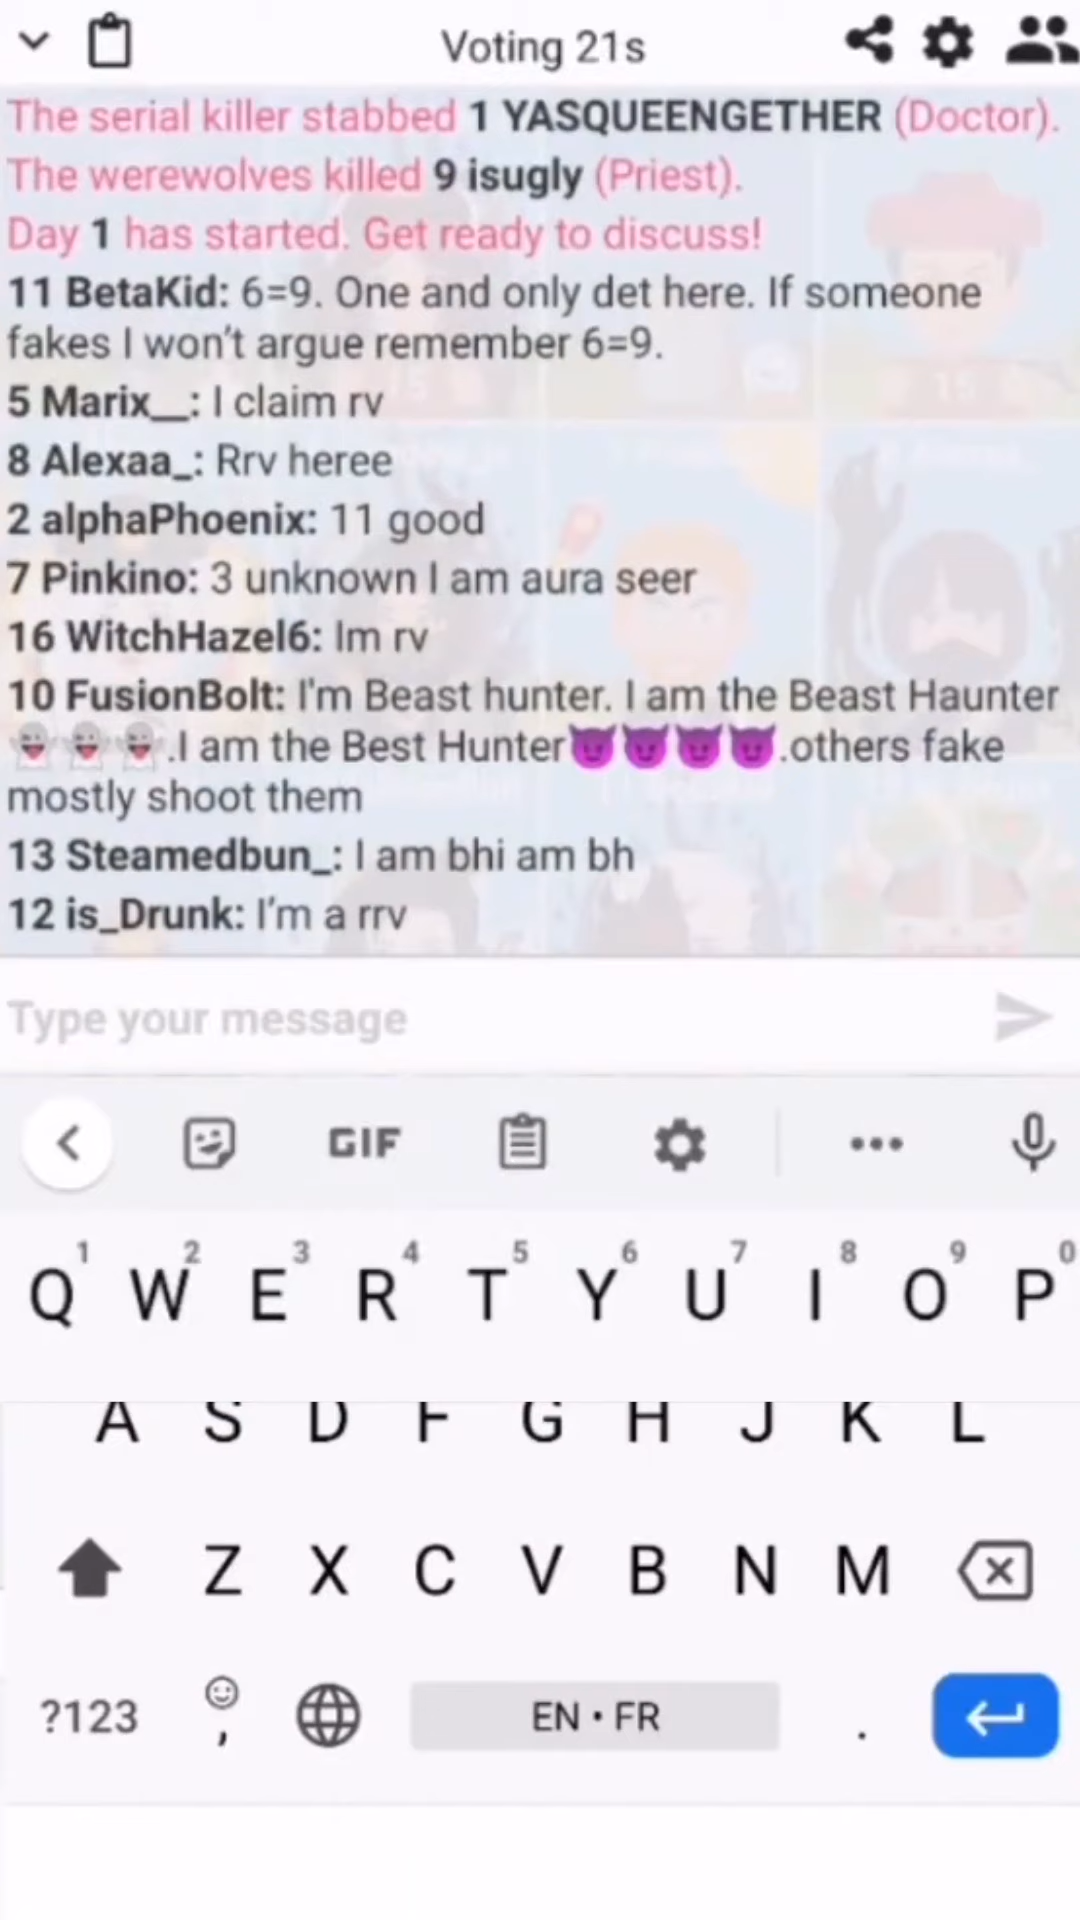 Voting 21s
The serial killer stabbed 1 YASQUEENGETHER (Doctor).
The werewolves killed 9 isugly (Priest).
Day 1 has started. Get ready to discuss!
11 BetaKid: 6=9. One and only det here. If someone
fakes I won't argue remember 6=9.
5 Marix__: I claim rv
8 Alexaa_: Rrv heree
2 alphaPhoenix: 11 good
7 Pinkino: 3 unknown I am aura seer
16 WitchHazel6: Im rv
10 FusionBolt: I'm Beast hunter. I am the Beast Haunter
👻👻👻.I am the Best Hunter😈😈😈😈.others fake
mostly shoot them
13 Steamedbun_: I am bhi am bh
12 is_Drunk: I'm a rrv
Type your message
GIF
1 2 3 4 5 6 7 8 9 0
Q W E R T Y U I O P
A S D F G H J K L
Z X C V B N M
?123 , EN • FR .